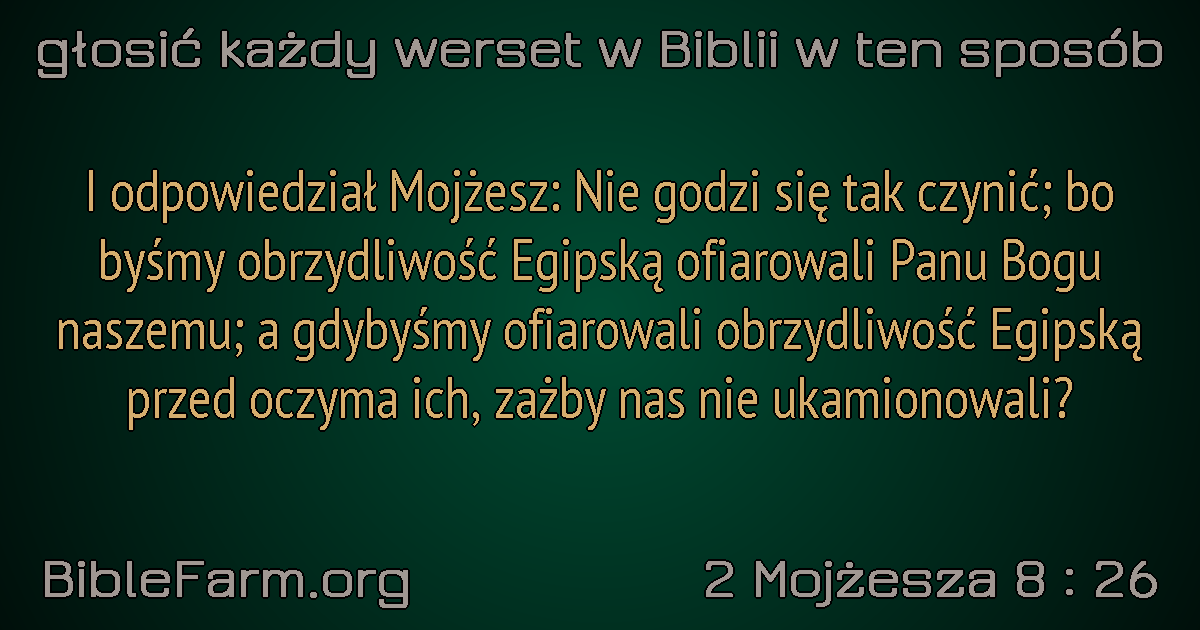 głosić każdy werset w Biblii w ten sposób
I odpowiedział Mojżesz: Nie godzi się tak czynić; bo
byśmy obrzydliwość Egipską ofiarowali Panu Bogu
naszemu; a gdybyśmy ofiarowali obrzydliwość Egipską
przed oczyma ich, zażby nas nie ukamionowali?
BibleFarm.org
2 Mojżesza 8 : 26